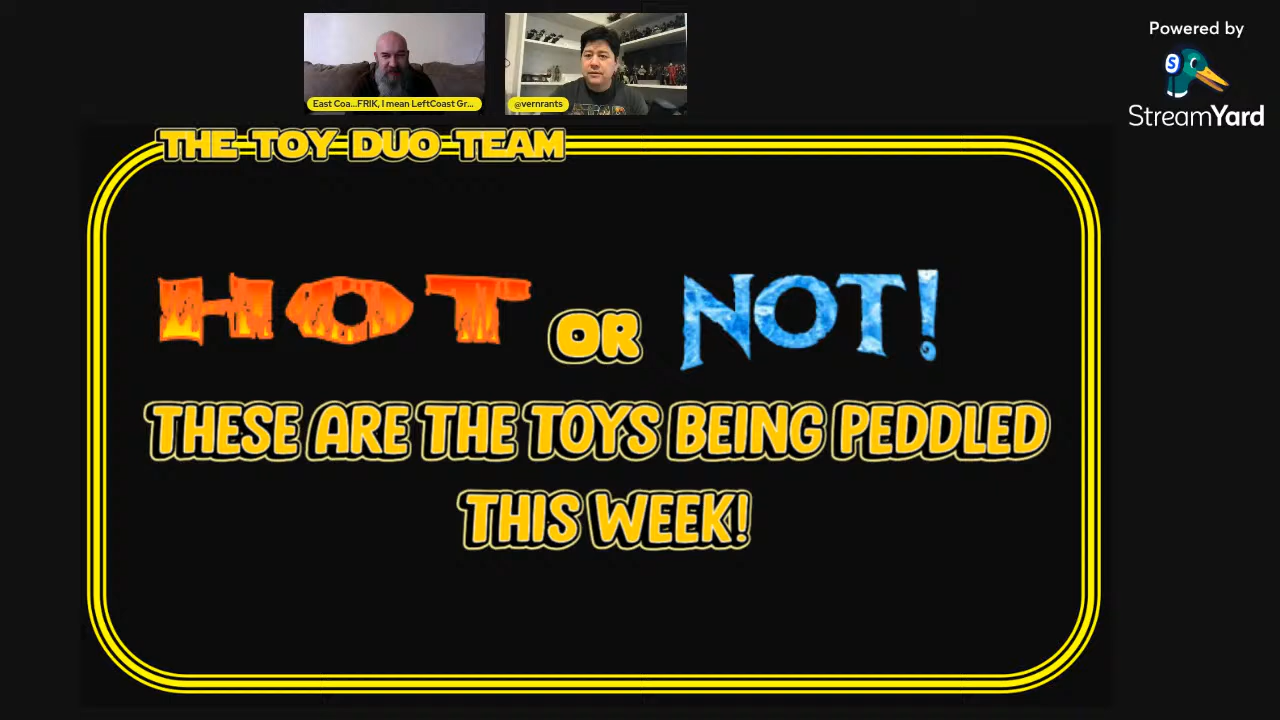 Powered by
StreamYard
East Coa...FRIK, I mean LeftCoast Gr...
@vernrants
THE TOY DUO TEAM
HOT OR NOT!
THESE ARE THE TOYS BEING PEDDLED
THIS WEEK!